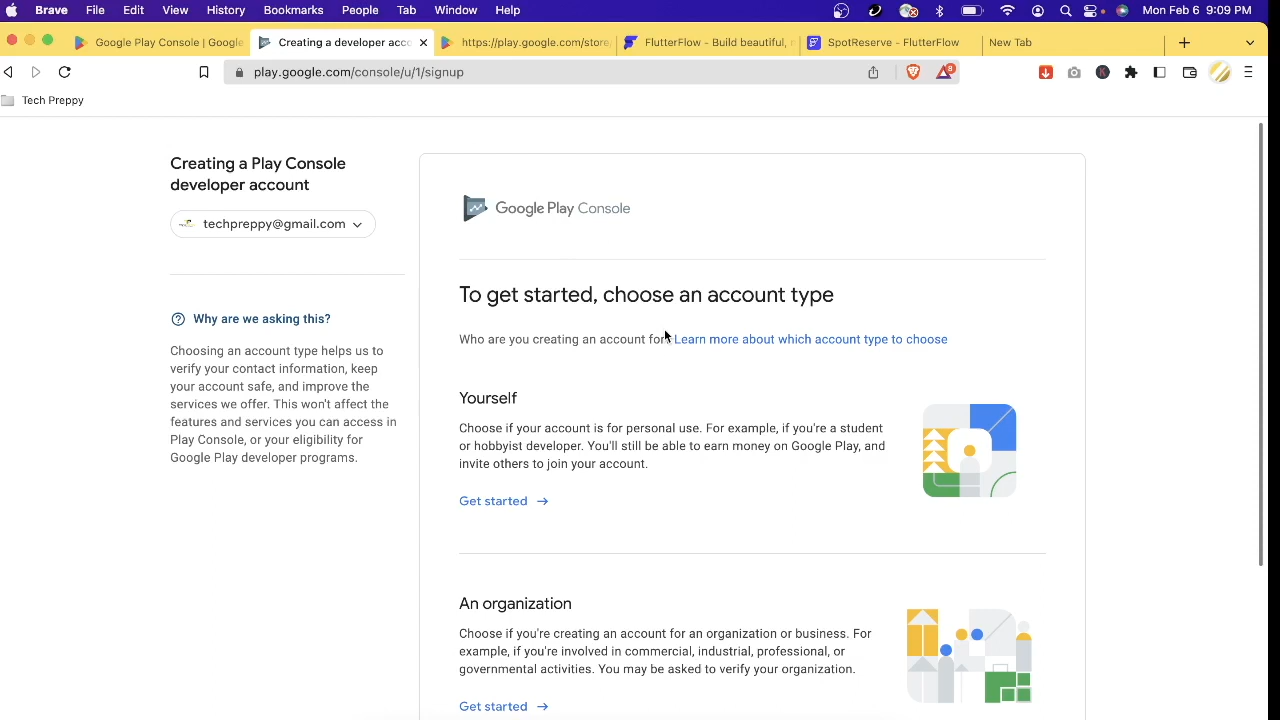 Brave File Edit View History Bookmarks People Tab Window Help Mon Feb 6 9:09 PM
Google Play Console | Google Creating a developer acco https://play.google.com/store/ FlutterFlow - Build beautiful, SpotReserve - FlutterFlow New Tab
play.google.com/console/u/1/signup
8
Tech Preppy
Creating a Play Console
developer account
techpreppy@gmail.com
Why are we asking this?
Choosing an account type helps us to
verify your contact information, keep
your account safe, and improve the
services we offer. This won't affect the
features and services you can access in
Play Console, or your eligibility for
Google Play developer programs.
Google Play Console
To get started, choose an account type
Who are you creating an account for Learn more about which account type to choose
Yourself
Choose if your account is for personal use. For example, if you're a student
or hobbyist developer. You'll still be able to earn money on Google Play, and
invite others to join your account.
Get started →
An organization
Choose if you're creating an account for an organization or business. For
example, if you're involved in commercial, industrial, professional, or
governmental activities. You may be asked to verify your organization.
Get started →